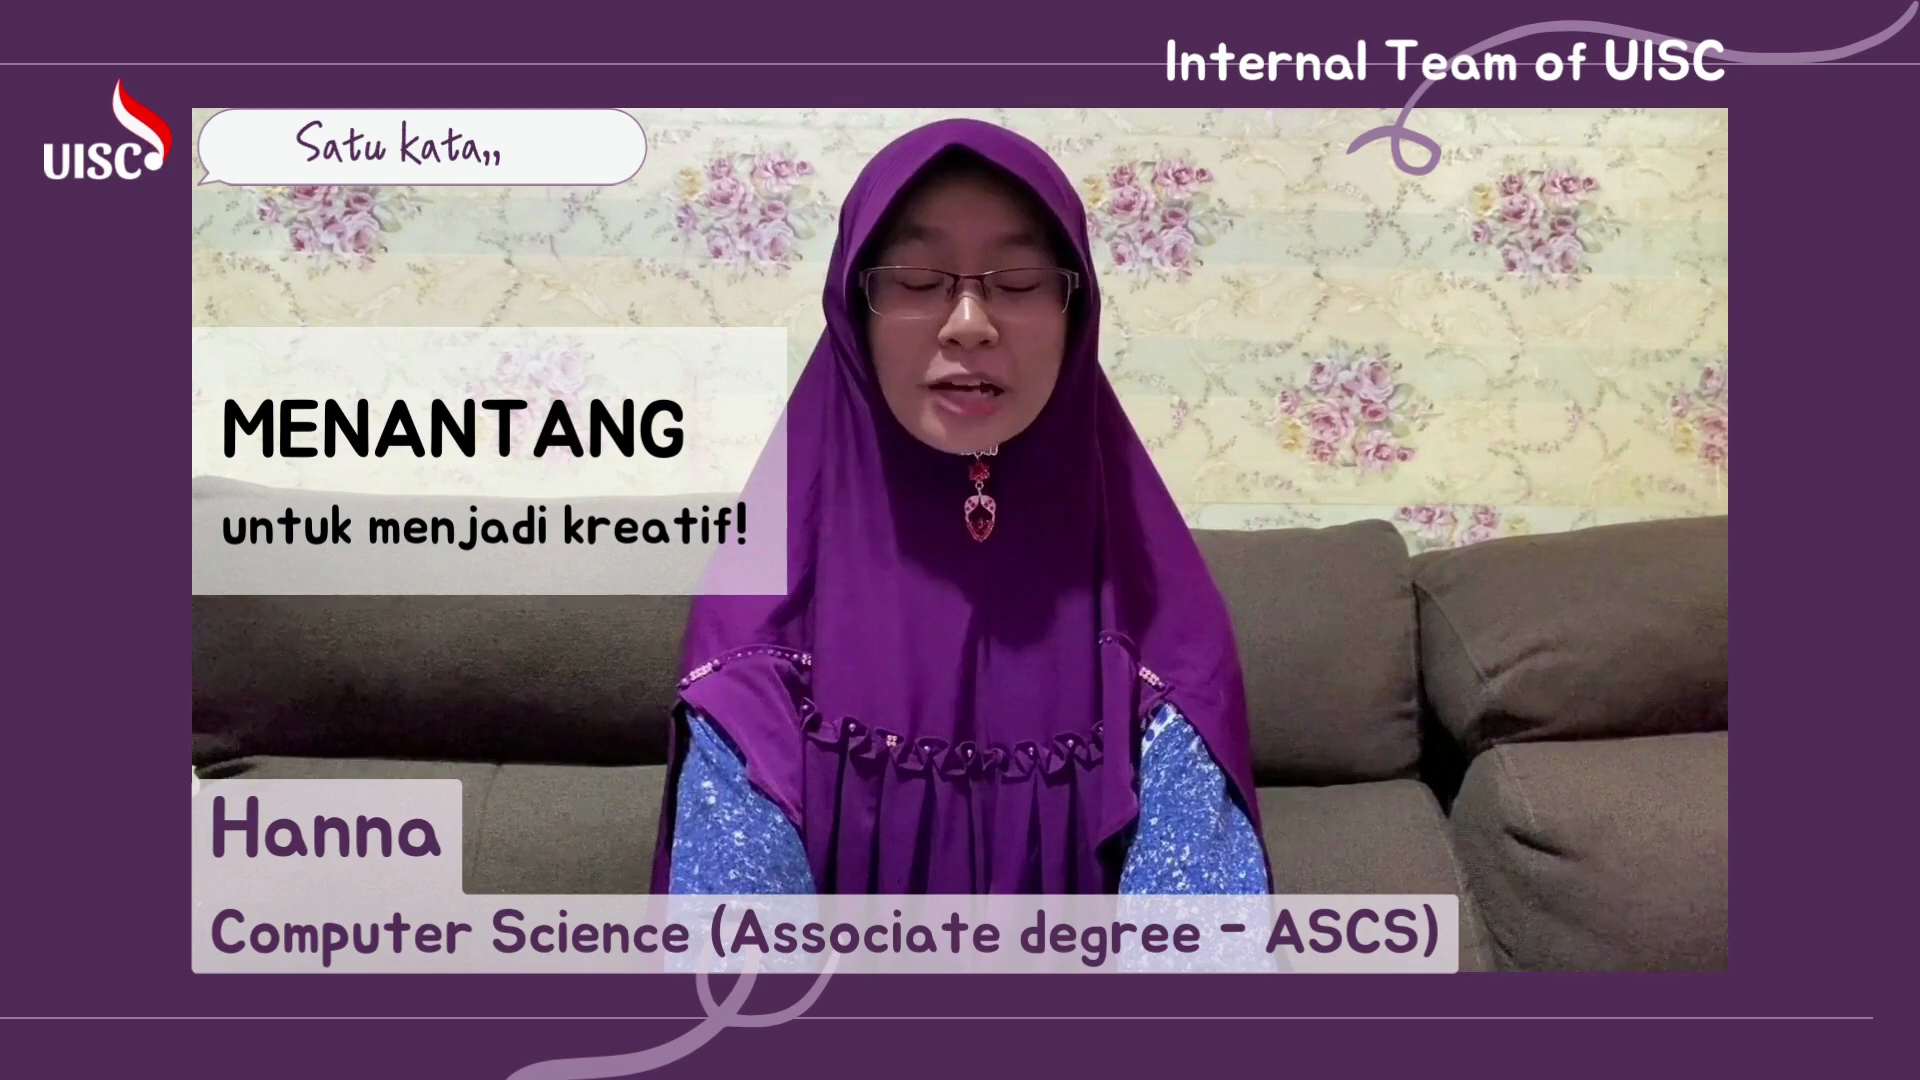 Internal Team of UISC
UISC
Satu kata,,
MENANTANG
untuk menjadi kreatif!
Hanna
Computer Science (Associate degree - ASCS)